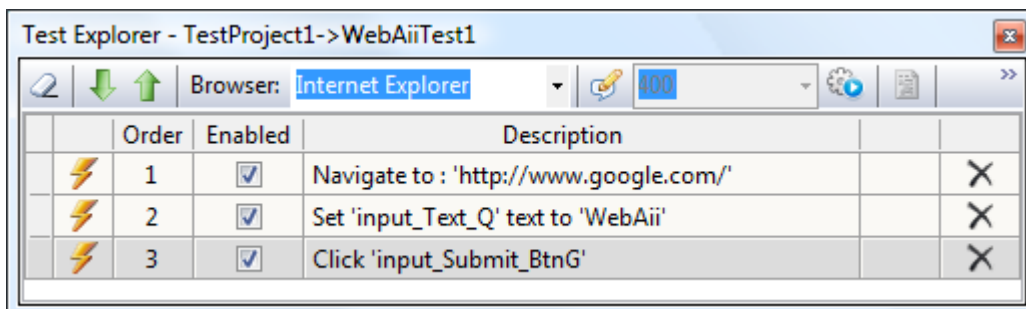 Test Explorer - TestProject1->WebAiiTest1
Browser: Internet Explorer 400
Order Enabled Description
1 Navigate to : 'http://www.google.com/'
2 Set 'input_Text_Q' text to 'WebAii'
3 Click 'input_Submit_BtnG'